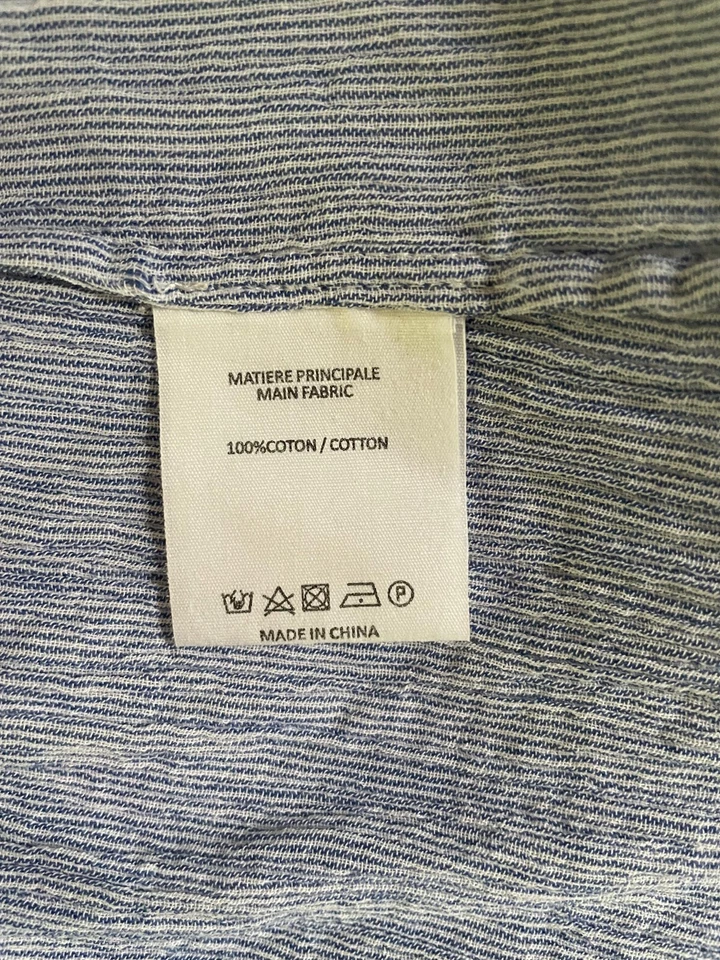 MATIERE PRINCIPALE
MAIN FABRIC
100%COTON / COTTON
P
MADE IN CHINA